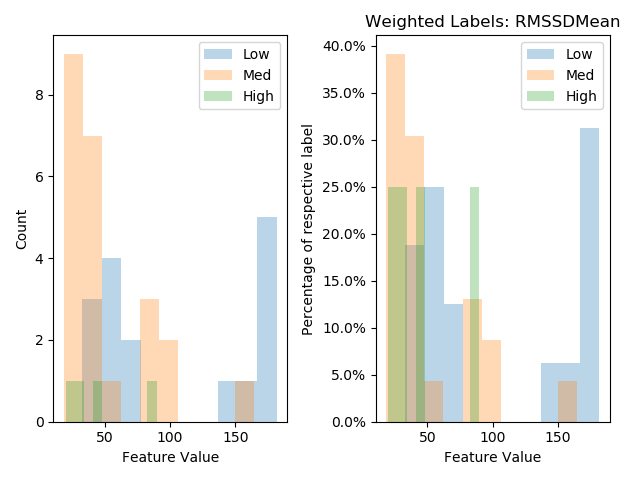 Weighted Labels: RMSSDMean
Count
8
6
4
2
0
50
100
150
Feature Value
Low
Med
High
Percentage of respective label
40.0%
35.0%
30.0%
25.0%
20.0%
15.0%
10.0%
5.0%
0.0%
50
100
150
Feature Value
Low
Med
High